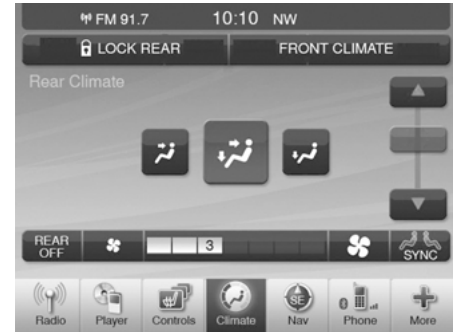 FM 91.7 10:10 NW
LOCK REAR FRONT CLIMATE
Rear Climate
REAR
OFF
3
SYNC
SE
Radio Player Controls Climate Nav Phone More